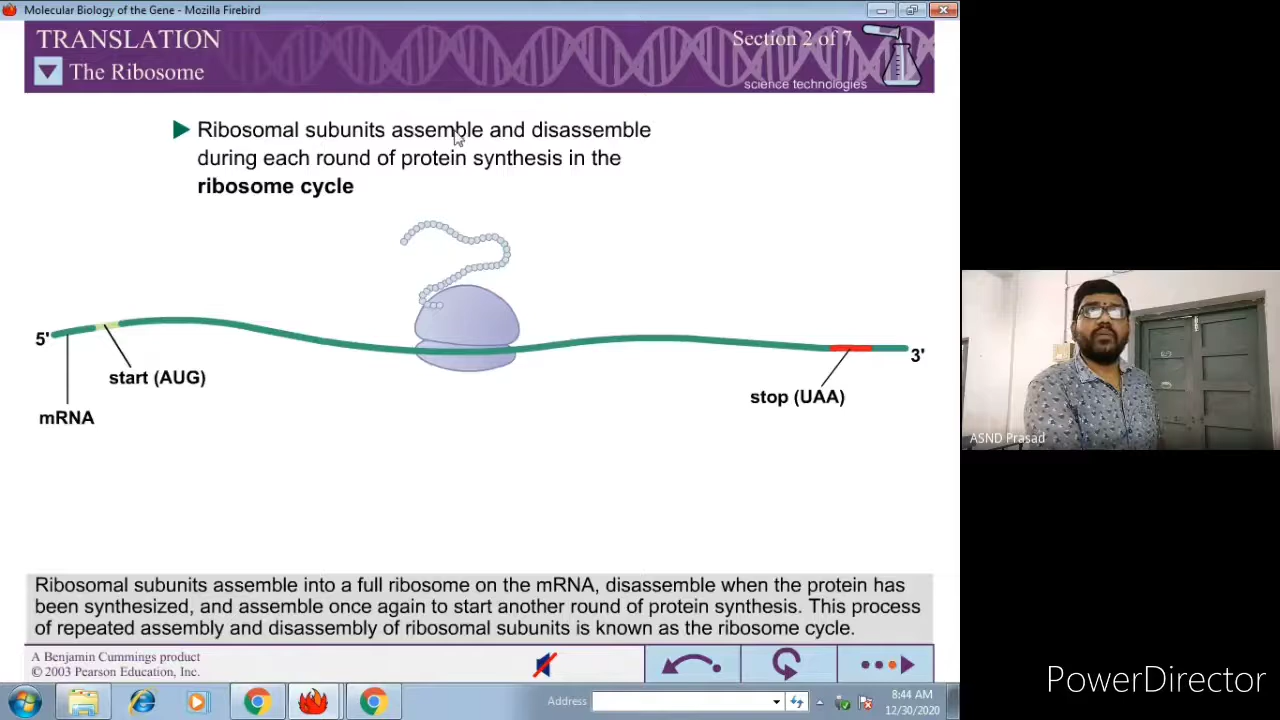 Molecular Biology of the Gene - Mozilla Firebird
TRANSLATION
Section 2 of 7
The Ribosome
science technologies
Ribosomal subunits assemble and disassemble
during each round of protein synthesis in the
ribosome cycle
5'
3'
start (AUG)
stop (UAA)
mRNA
ASND Prasad
Ribosomal subunits assemble into a full ribosome on the mRNA, disassemble when the protein has
been synthesized, and assemble once again to start another round of protein synthesis. This process
of repeated assembly and disassembly of ribosomal subunits is known as the ribosome cycle.
A Benjamin Cummings product
© 2003 Pearson Education, Inc.
Address
8:44 AM
12/30/2020
PowerDirector